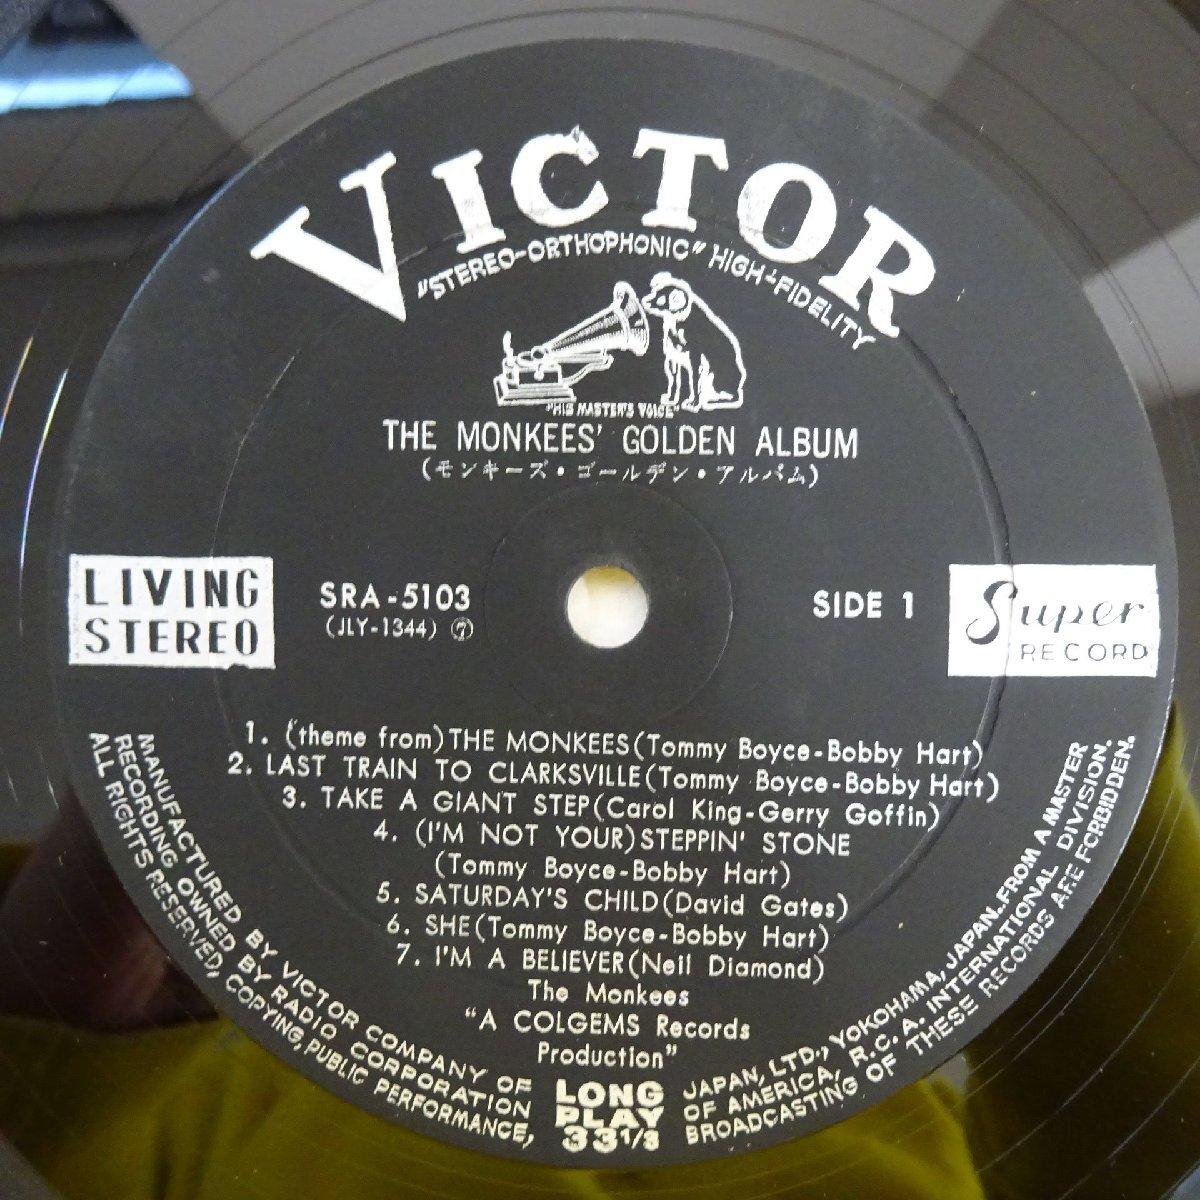 VICTOR
"STEREO-ORTHOPHONIC" HIGH-FIDELITY
"HIS MASTER'S VOICE"
THE MONKEES' GOLDEN ALBUM
(モンキーズ・ゴールデン・アルバム)
LIVING
STEREO
SRA-5103
(JLY-1344) ⑦
SIDE 1
Super
RECORD
1. (theme from) THE MONKEES (Tommy Boyce-Bobby Hart)
2. LAST TRAIN TO CLARKSVILLE (Tommy Boyce-Bobby Hart)
3. TAKE A GIANT STEP (Carol King-Gerry Goffin)
4. (I'M NOT YOUR) STEPPIN' STONE
(Tommy Boyce-Bobby Hart)
5. SATURDAY'S CHILD (David Gates)
6. SHE (Tommy Boyce-Bobby Hart)
7. I'M A BELIEVER (Neil Diamond)
The Monkees
"A COLGEMS Records
Production"
MANUFACTURED BY VICTOR COMPANY OF JAPAN, LTD., YOKOHAMA, JAPAN. FROM A MASTER
RECORDING OWNED BY RADIO CORPORATION OF AMERICA, R.C.A. INTERNATIONAL DIVISION.
ALL RIGHTS RESERVED, COPYING, PUBLIC PERFORMANCE, BROADCASTING OF THESE RECORDS ARE FORBIDDEN.
LONG
PLAY
33 1/3